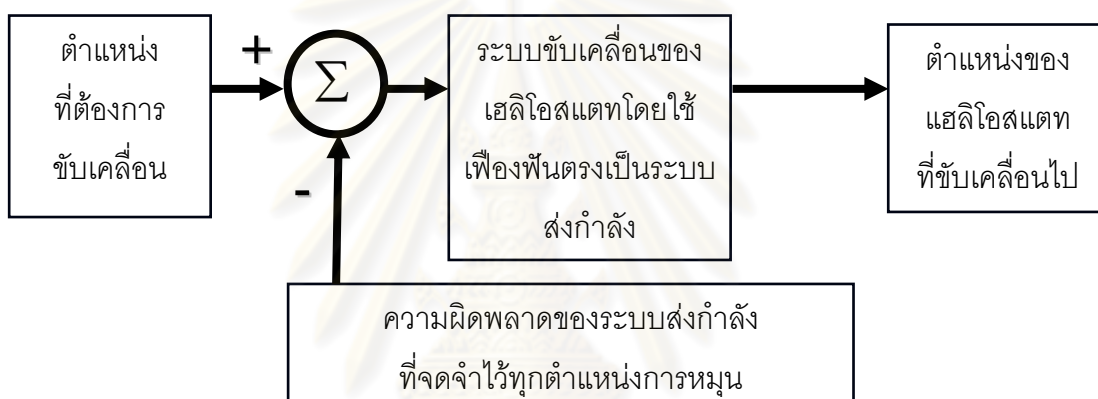 ตำแหน่ง
ที่ต้องการ
ขับเคลื่อน
+
Σ
-
ระบบขับเคลื่อนของ
เฮลิโอสแตทโดยใช้
เฟืองฟันตรงเป็นระบบ
ส่งกำลัง
ตำแหน่งของ
แฮลิโอสแตท
ที่ขับเคลื่อนไป
ความผิดพลาดของระบบส่งกำลัง
ที่จดจำไว้ทุกตำแหน่งการหมุน